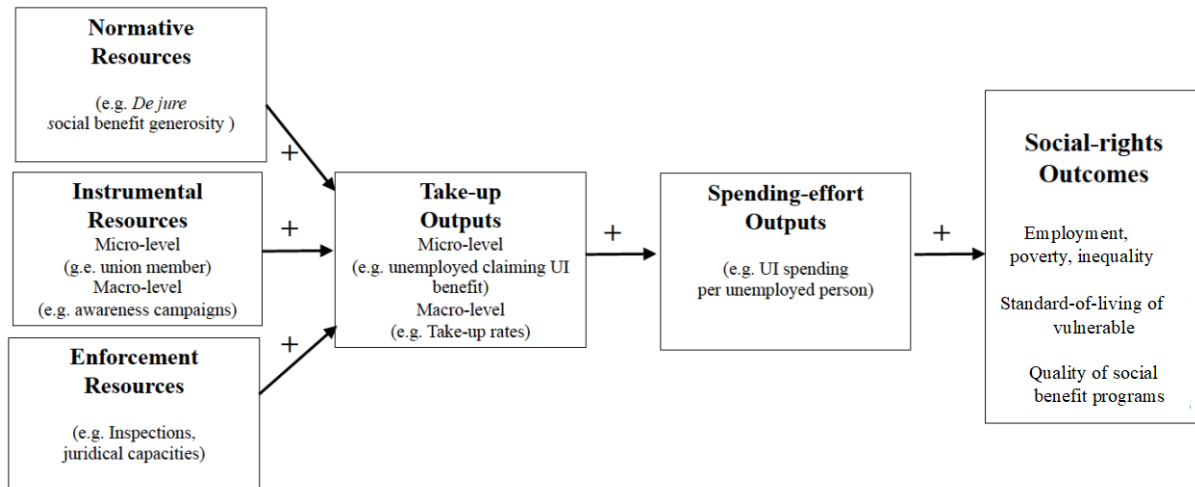 Normative
Resources
(e.g. De jure
social benefit generosity )
+
Instrumental
Resources
Micro-level
(g.e. union member)
Macro-level
(e.g. awareness campaigns)
+
Enforcement
Resources
(e.g. Inspections,
juridical capacities)
+
Take-up
Outputs
Micro-level
(e.g. unemployed claiming UI
benefit)
Macro-level
(e.g. Take-up rates)
+
Spending-effort
Outputs
(e.g. UI spending
per unemployed person)
+
Social-rights
Outcomes
Employment,
poverty, inequality
Standard-of-living of
vulnerable
Quality of social
benefit programs